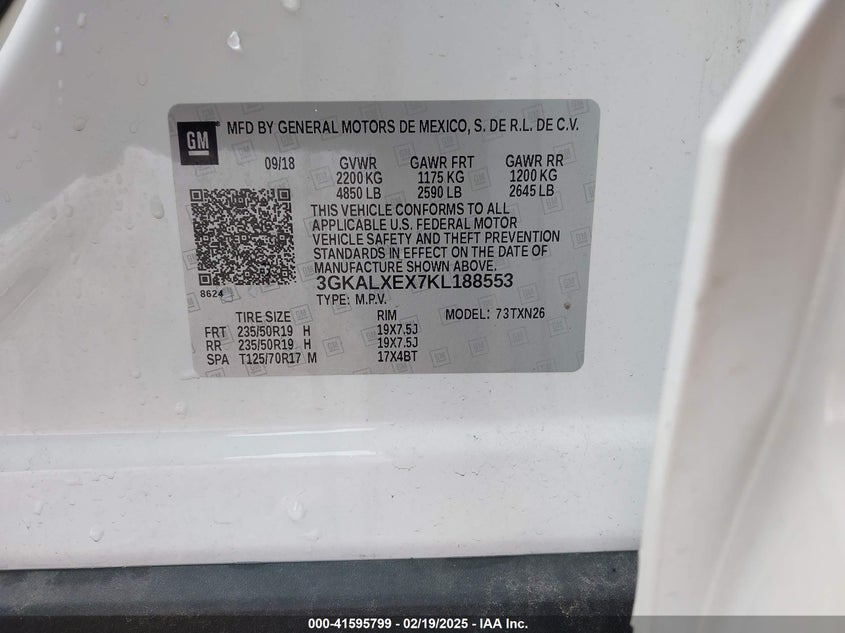 GM MFD BY GENERAL MOTORS DE MEXICO, S. DE R.L. DE C.V.
09/18 GVWR GAWR FRT GAWR RR
2200 KG 1175 KG 1200 KG
4850 LB 2590 LB 2645 LB
THIS VEHICLE CONFORMS TO ALL
APPLICABLE U.S. FEDERAL MOTOR
VEHICLE SAFETY AND THEFT PREVENTION
STANDARDS IN EFFECT ON THE DATE OF
MANUFACTURE SHOWN ABOVE.
3GKALXEX7KL188553
8624
TYPE: M.P.V.
TIRE SIZE RIM MODEL: 73TXN26
FRT 235/50R19 H 19X7.5J
RR 235/50R19 H 19X7.5J
SPA T125/70R17 M 17X4BT
000-41595799 - 02/19/2025 - IAA Inc.